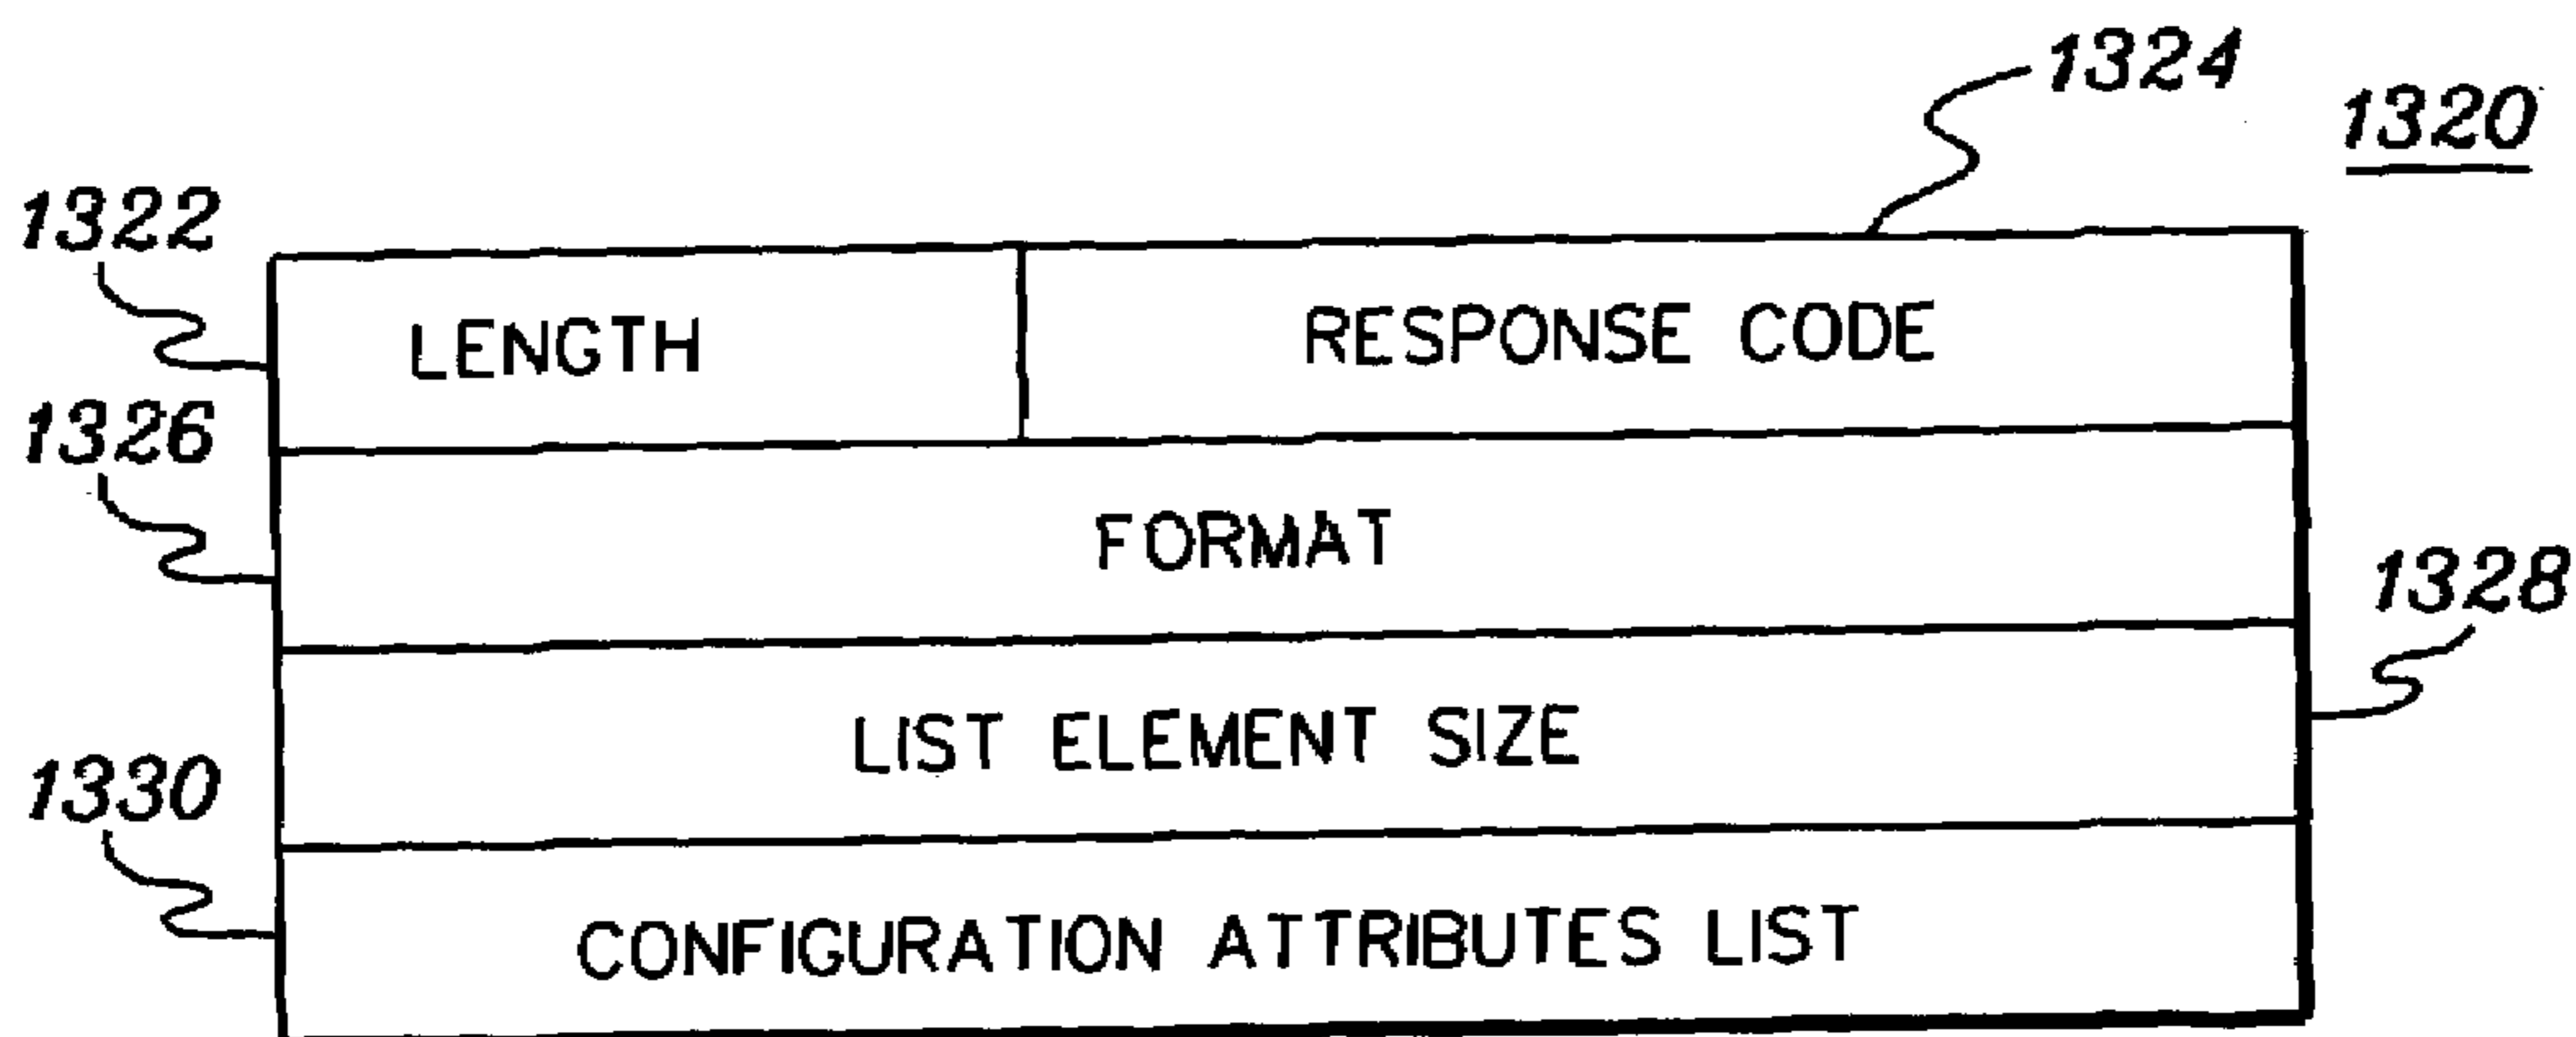 1324
1320
1322
LENGTH
RESPONSE CODE
1326
FORMAT
1328
LIST ELEMENT SIZE
1330
CONFIGURATION ATTRIBUTES LIST